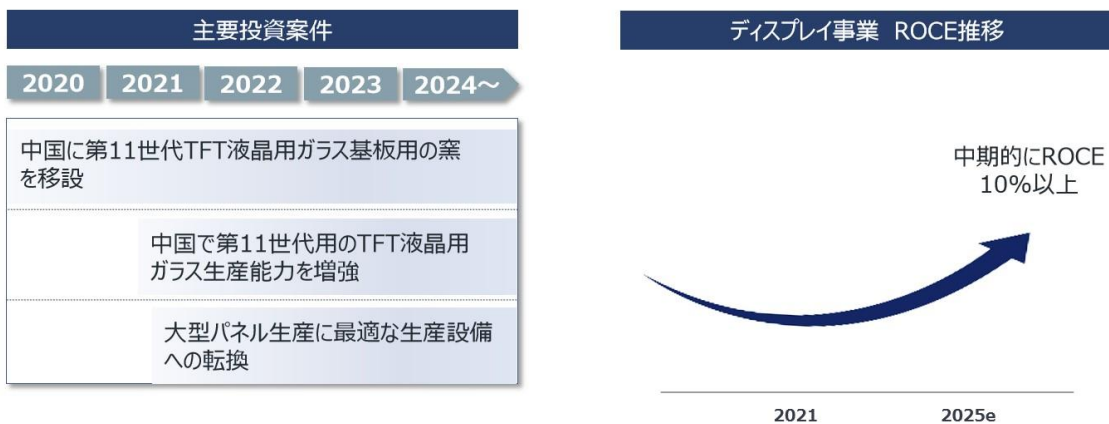 主要投資案件
2020 2021 2022 2023 2024～
中国に第11世代TFT液晶用ガラス基板用の窯
を移設
中国で第11世代用のTFT液晶用
ガラス生産能力を増強
大型パネル生産に最適な生産設備
への転換
ディスプレイ事業 ROCE推移
中期的にROCE
10%以上
2021 2025e